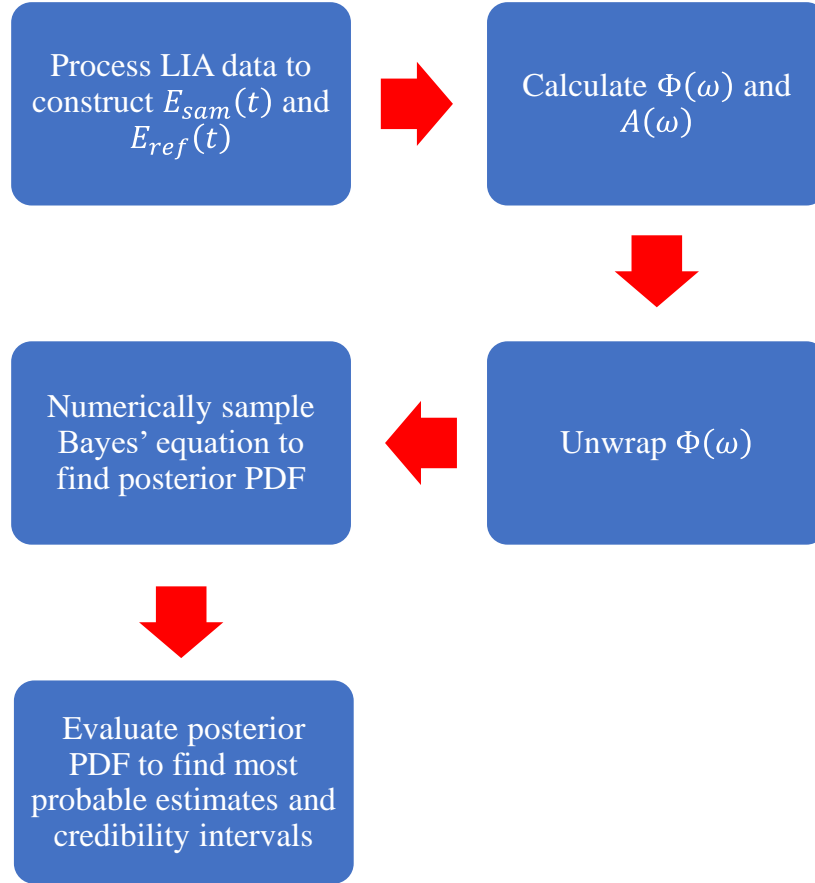 Process LIA data to
construct E_sam(t) and
E_ref(t)
Calculate Φ(ω) and
A(ω)
Unwrap Φ(ω)
Numerically sample
Bayes’ equation to
find posterior PDF
Evaluate posterior
PDF to find most
probable estimates and
credibility intervals